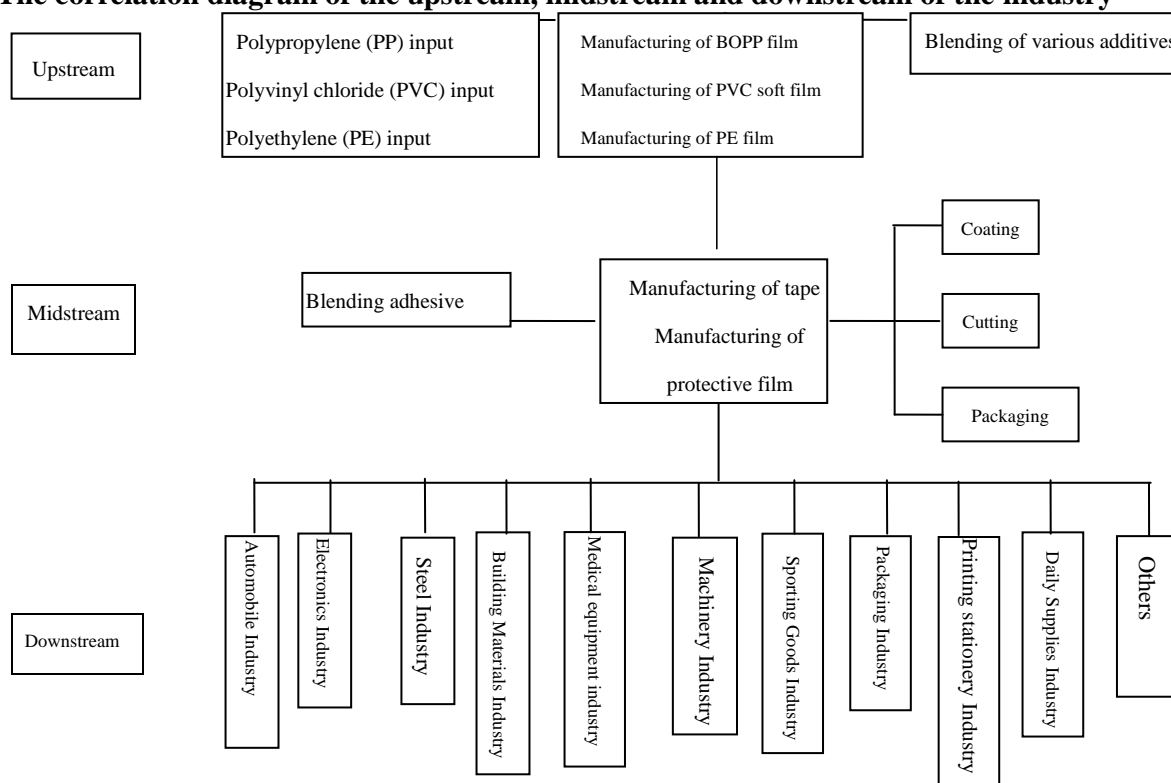 The correlation diagram of the upstream, midstream and downstream of the industry
Upstream
Polypropylene (PP) input
Polyvinyl chloride (PVC) input
Polyethylene (PE) input
Manufacturing of BOPP film
Manufacturing of PVC soft film
Manufacturing of PE film
Blending of various additives
Midstream
Blending adhesive
Manufacturing of tape
Manufacturing of
protective film
Coating
Cutting
Packaging
Downstream
Automobile Industry
Electronics Industry
Steel Industry
Building Materials Industry
Medical equipment industry
Machinery Industry
Sporting Goods Industry
Packaging Industry
Printing stationery Industry
Daily Supplies Industry
Others